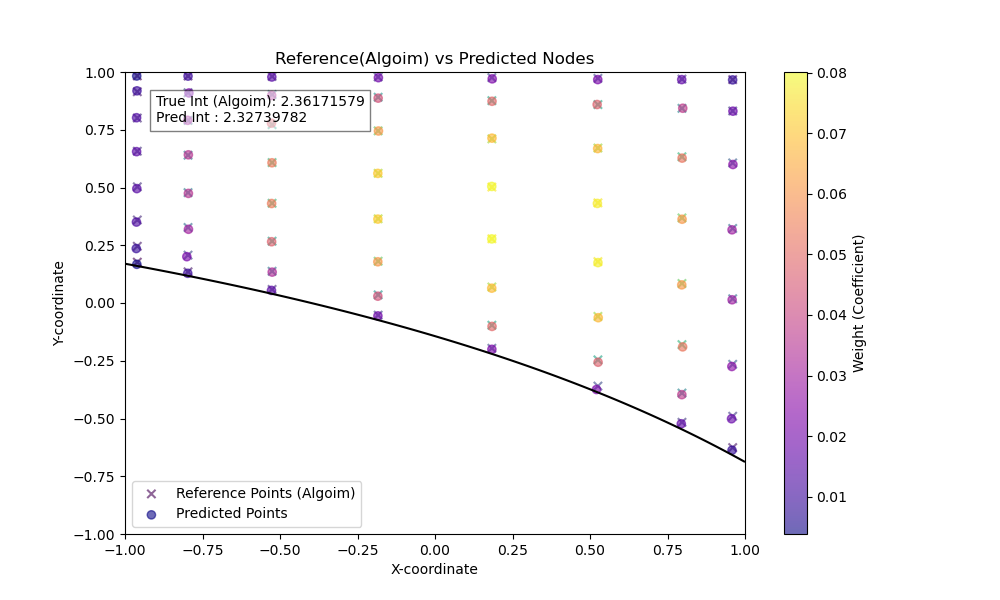 Reference(Algoim) vs Predicted Nodes
True Int (Algoim): 2.36171579
Pred Int : 2.32739782
1.00
0.75
0.50
0.25
0.00
−0.25
−0.50
−0.75
−1.00
Y-coordinate
Reference Points (Algoim)
Predicted Points
−1.00 −0.75 −0.50 −0.25 0.00 0.25 0.50 0.75 1.00
X-coordinate
0.08
0.07
0.06
0.05
0.04
0.03
0.02
0.01
Weight (Coefficient)